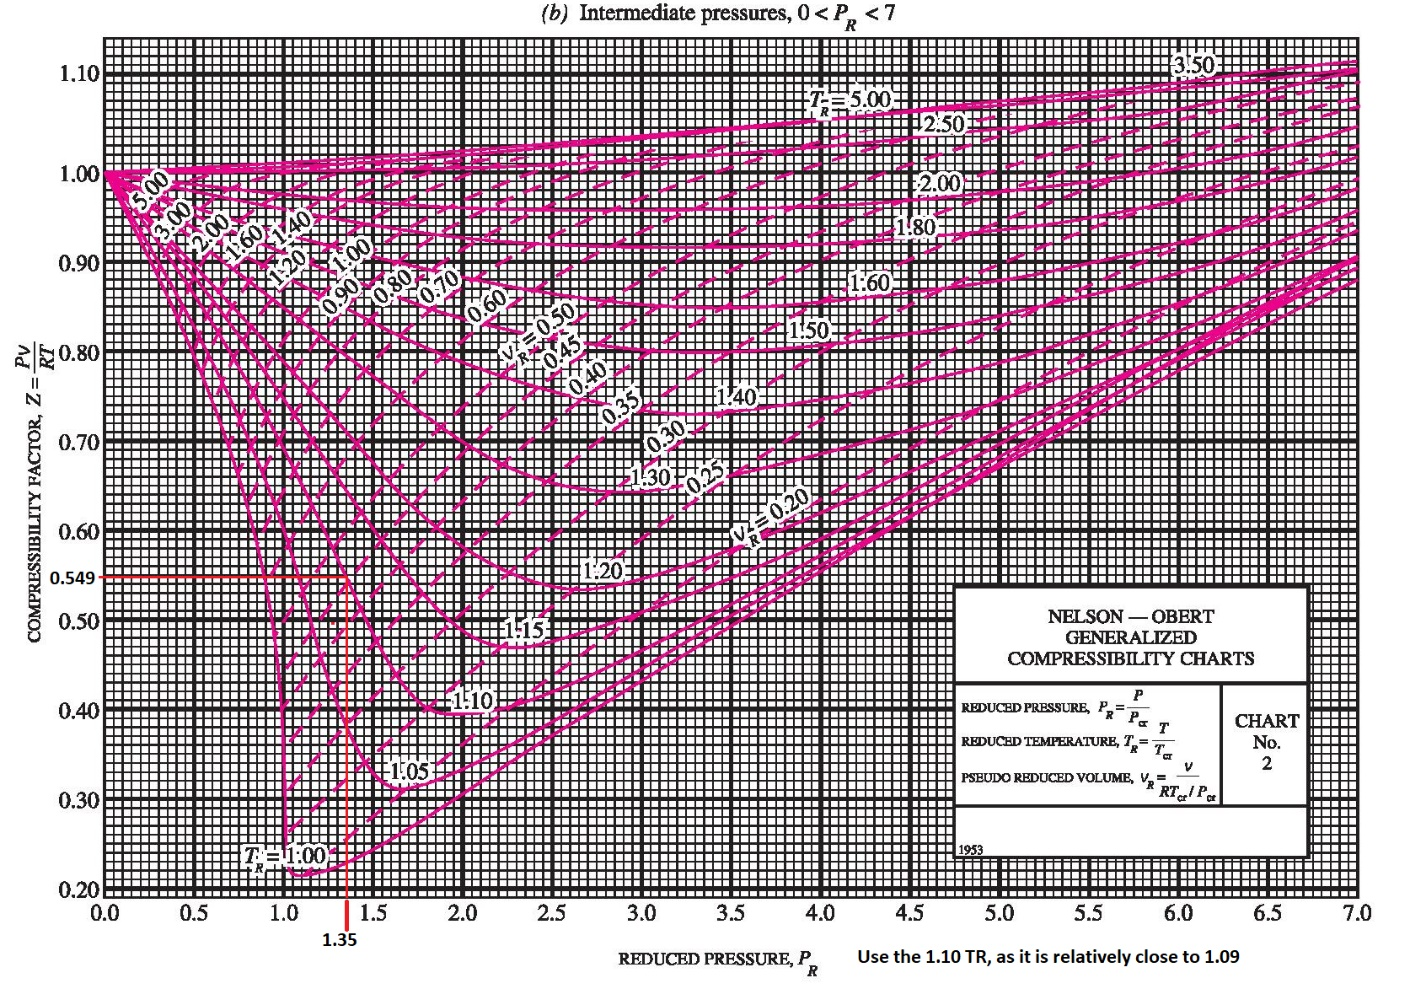 (b) Intermediate pressures, 0 < P_R < 7
1.10
1.00
0.90
0.80
0.70
0.60
0.549
0.50
0.40
0.30
0.20
COMPRESSIBILITY FACTOR, Z = Pv/RT
3.50
T_R = 5.00
2.50
2.00
1.80
1.60
1.50
1.40
1.30
1.20
1.15
1.10
1.05
T_R = 1.00
5.00
3.00
2.00
1.60
1.40
1.20
1.00
0.90
0.80
0.70
0.60
v_R = 0.50
0.45
0.40
0.35
0.30
0.25
v_R = 0.20
NELSON — OBERT
GENERALIZED
COMPRESSIBILITY CHARTS
REDUCED PRESSURE, P_R = P/P_cr
REDUCED TEMPERATURE, T_R = T/T_cr
PSEUDO REDUCED VOLUME, v_R = v/RT_cr / P_cr
CHART
No.
2
1953
0.0 0.5 1.0 1.5 2.0 2.5 3.0 3.5 4.0 4.5 5.0 5.5 6.0 6.5 7.0
1.35
REDUCED PRESSURE, P_R
Use the 1.10 TR, as it is relatively close to 1.09